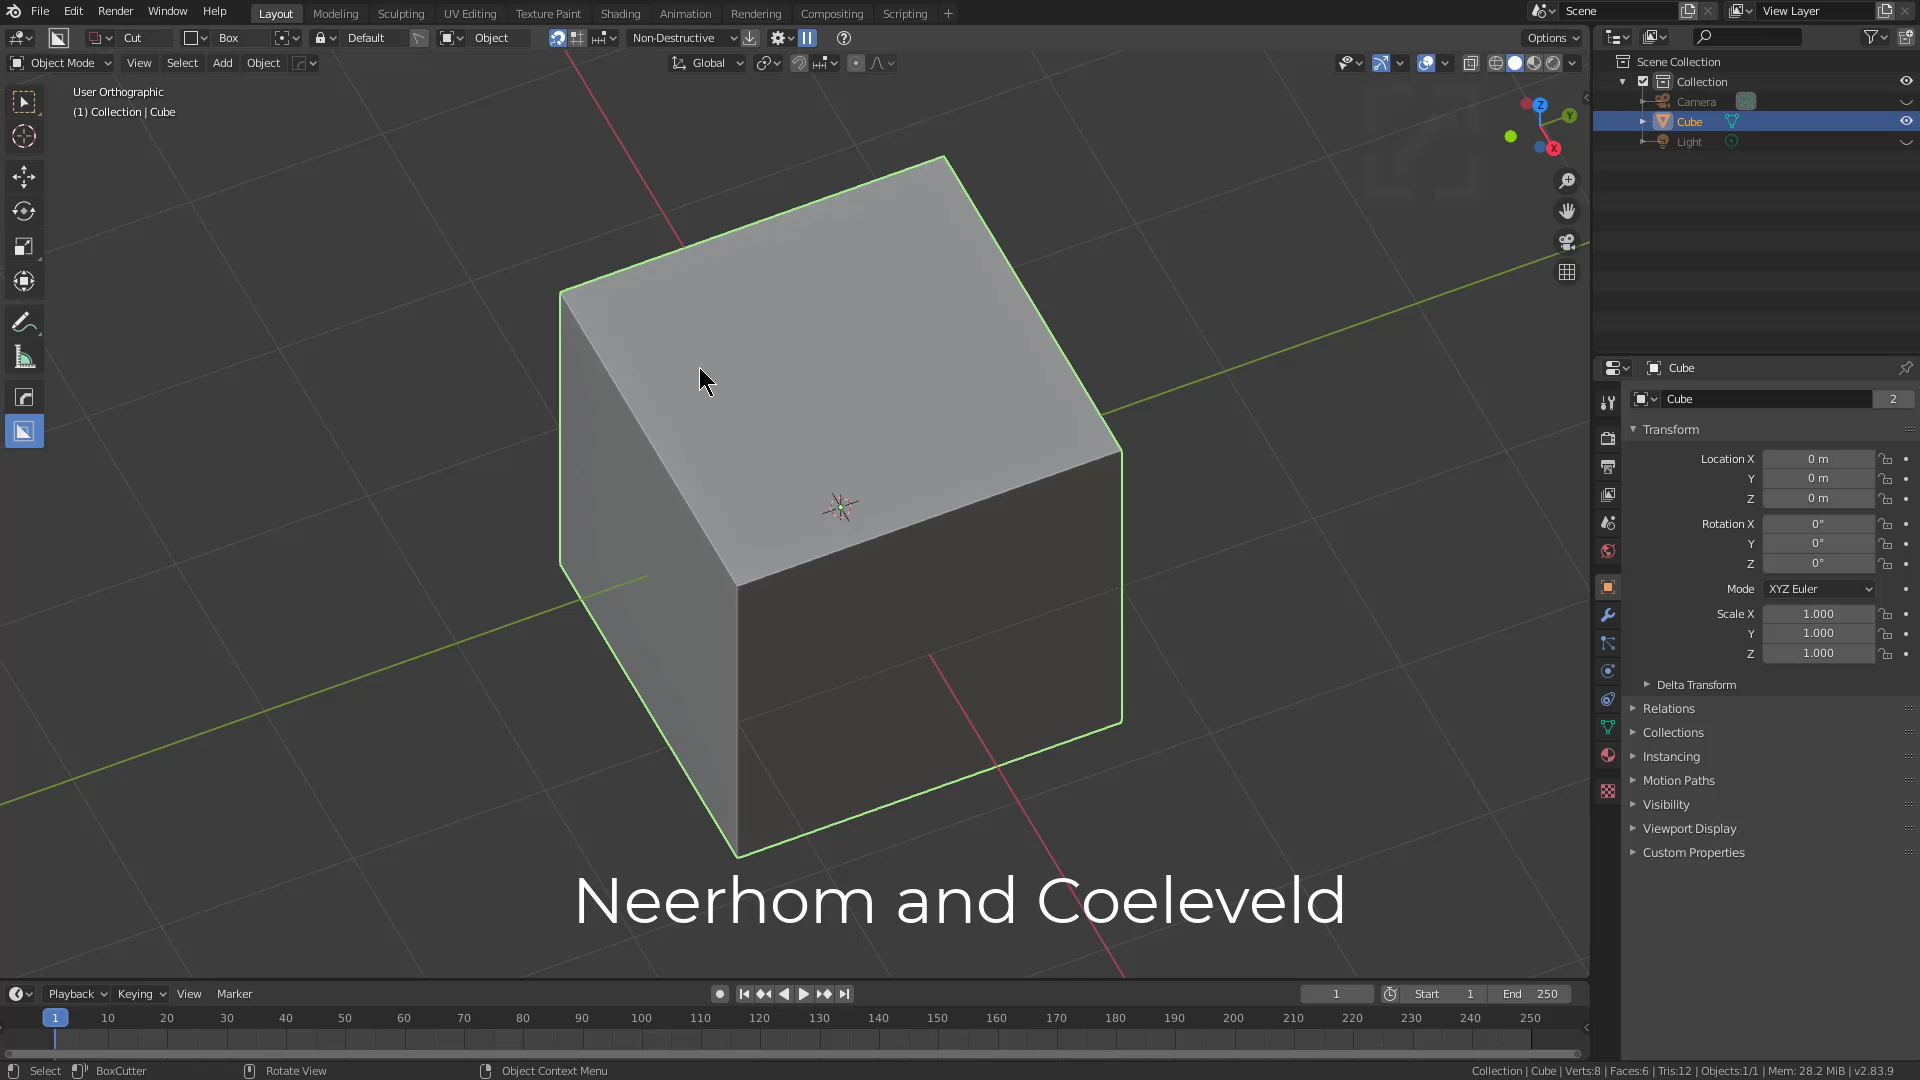 File Edit Render Window Help Layout Modeling Sculpting UV Editing Texture Paint Shading Animation Rendering Compositing Scripting + Scene View Layer
Cut Box Default Object Non-Destructive Options
Object Mode View Select Add Object Global
User Orthographic
(1) Collection | Cube
Z
Y
X
Scene Collection
Collection
Camera
Cube
Light
Cube
Cube 2
Transform
Location X 0 m
Y 0 m
Z 0 m
Rotation X 0°
Y 0°
Z 0°
Mode XYZ Euler
Scale X 1.000
Y 1.000
Z 1.000
Delta Transform
Relations
Collections
Instancing
Motion Paths
Visibility
Viewport Display
Custom Properties
Neerhom and Coeleveld
Playback Keying View Marker 1 Start 1 End 250
1 10 20 30 40 50 60 70 80 90 100 110 120 130 140 150 160 170 180 190 200 210 220 230 240 250
Select BoxCutter Rotate View Object Context Menu Collection | Cube | Verts:8 | Faces:6 | Tris:12 | Objects:1/1 | Mem: 28.2 MiB | v2.83.9